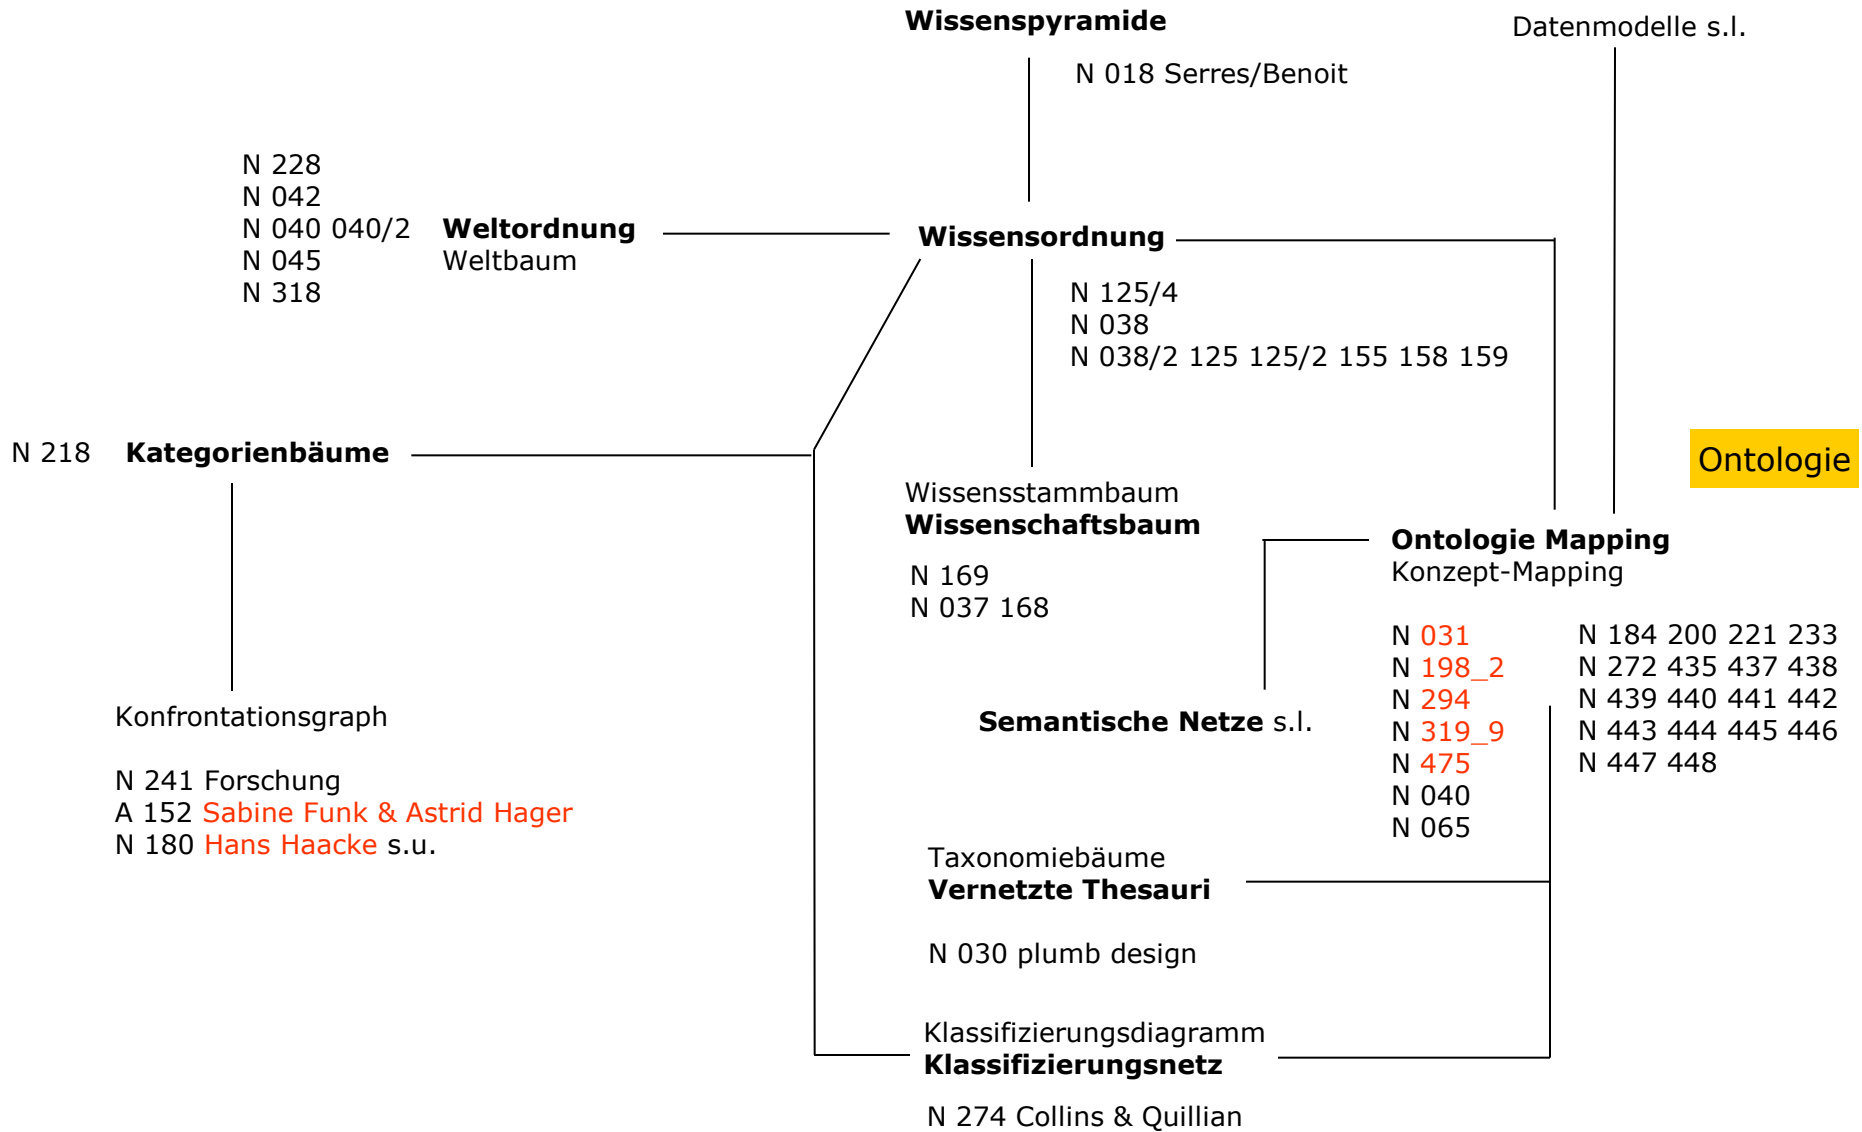 Wissenspyramide
Datenmodelle s.l.
N 018 Serres/Benoit
N 228
N 042
N 040 040/2
N 045
N 318
Weltordnung
Weltbaum
Wissensordnung
N 125/4
N 038
N 038/2 125 125/2 155 158 159
N 218 Kategorienbäume
Ontologie
Wissensstammbaum
Wissenschaftsbaum
N 169
N 037 168
Ontologie Mapping
Konzept-Mapping
N 031
N 198_2
N 294
N 319_9
N 475
N 040
N 065
N 184 200 221 233
N 272 435 437 438
N 439 440 441 442
N 443 444 445 446
N 447 448
Semantische Netze s.l.
Konfrontationsgraph
N 241 Forschung
A 152 Sabine Funk & Astrid Hager
N 180 Hans Haacke s.u.
Taxonomiebäume
Vernetzte Thesauri
N 030 plumb design
Klassifizierungsdiagramm
Klassifizierungsnetz
N 274 Collins & Quillian